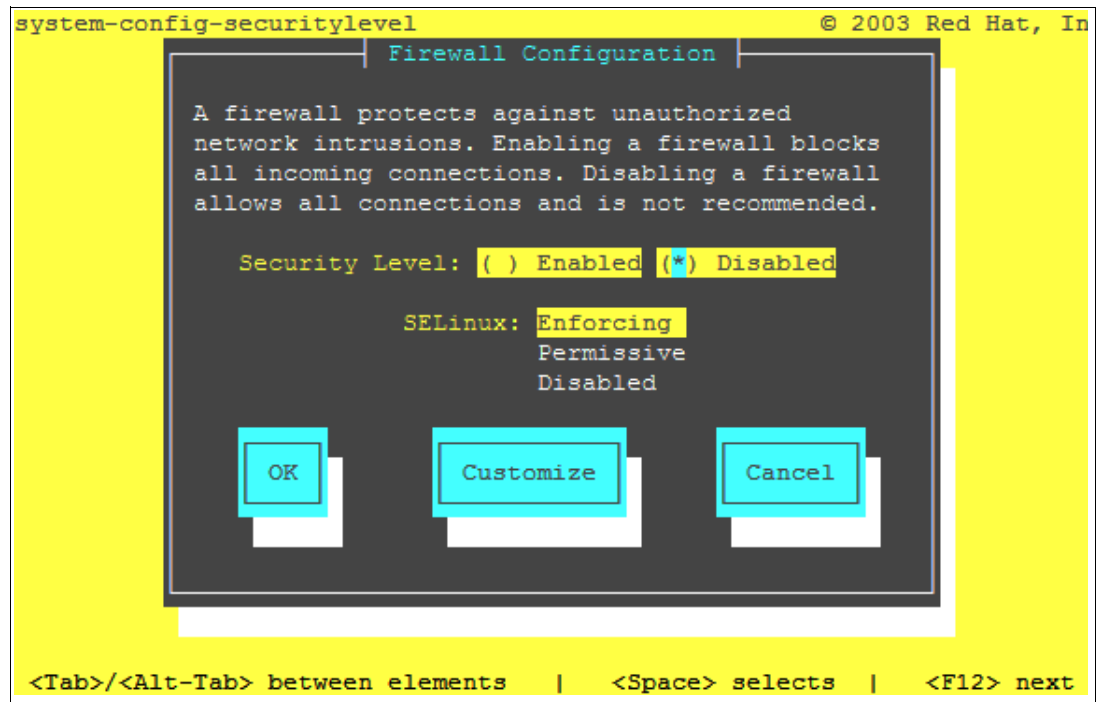 system-config-securitylevel © 2003 Red Hat, In
Firewall Configuration
A firewall protects against unauthorized
network intrusions. Enabling a firewall blocks
all incoming connections. Disabling a firewall
allows all connections and is not recommended.
Security Level: ( ) Enabled (*) Disabled
SELinux: Enforcing
Permissive
Disabled
OK Customize Cancel
<Tab>/<Alt-Tab> between elements | <Space> selects | <F12> next